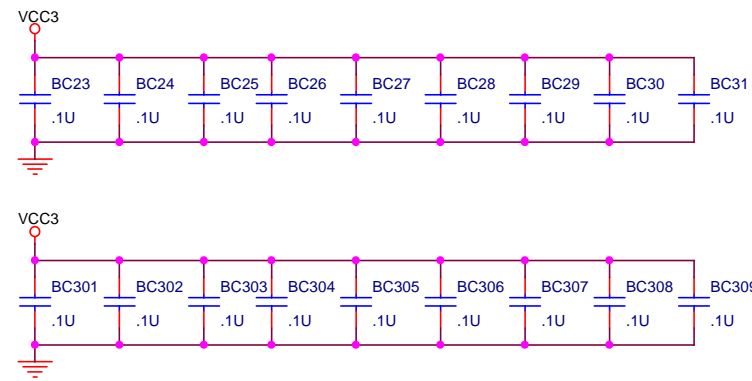 VCC3
BC23 BC24 BC25 BC26 BC27 BC28 BC29 BC30 BC31
.1U .1U .1U .1U .1U .1U .1U .1U .1U
VCC3
BC301 BC302 BC303 BC304 BC305 BC306 BC307 BC308 BC309
.1U .1U .1U .1U .1U .1U .1U .1U .1U